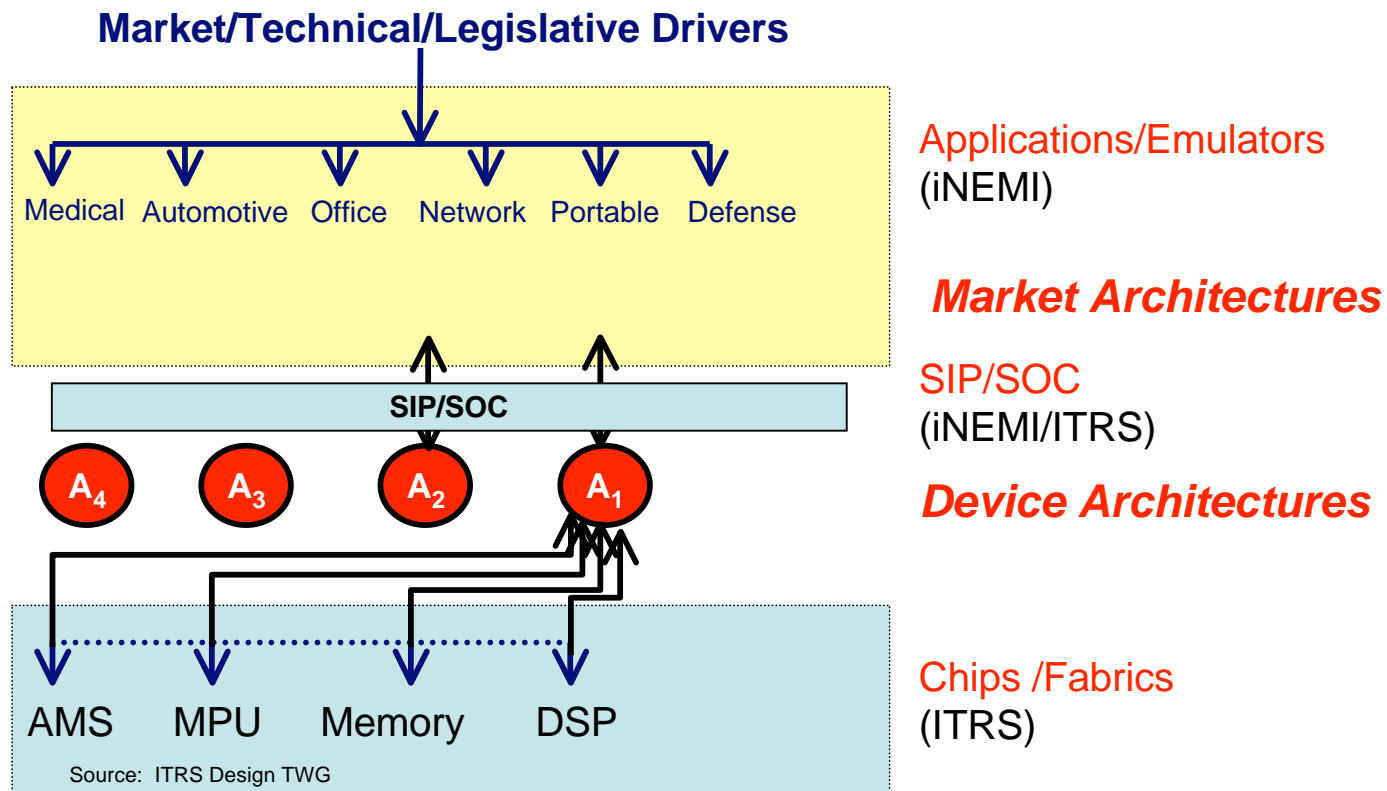 Market/Technical/Legislative Drivers
Medical Automotive Office Network Portable Defense
Applications/Emulators
(iNEMI)
Market Architectures
SIP/SOC
SIP/SOC
(iNEMI/ITRS)
A4 A3 A2 A1
Device Architectures
AMS MPU Memory DSP
Chips /Fabrics
(ITRS)
Source: ITRS Design TWG